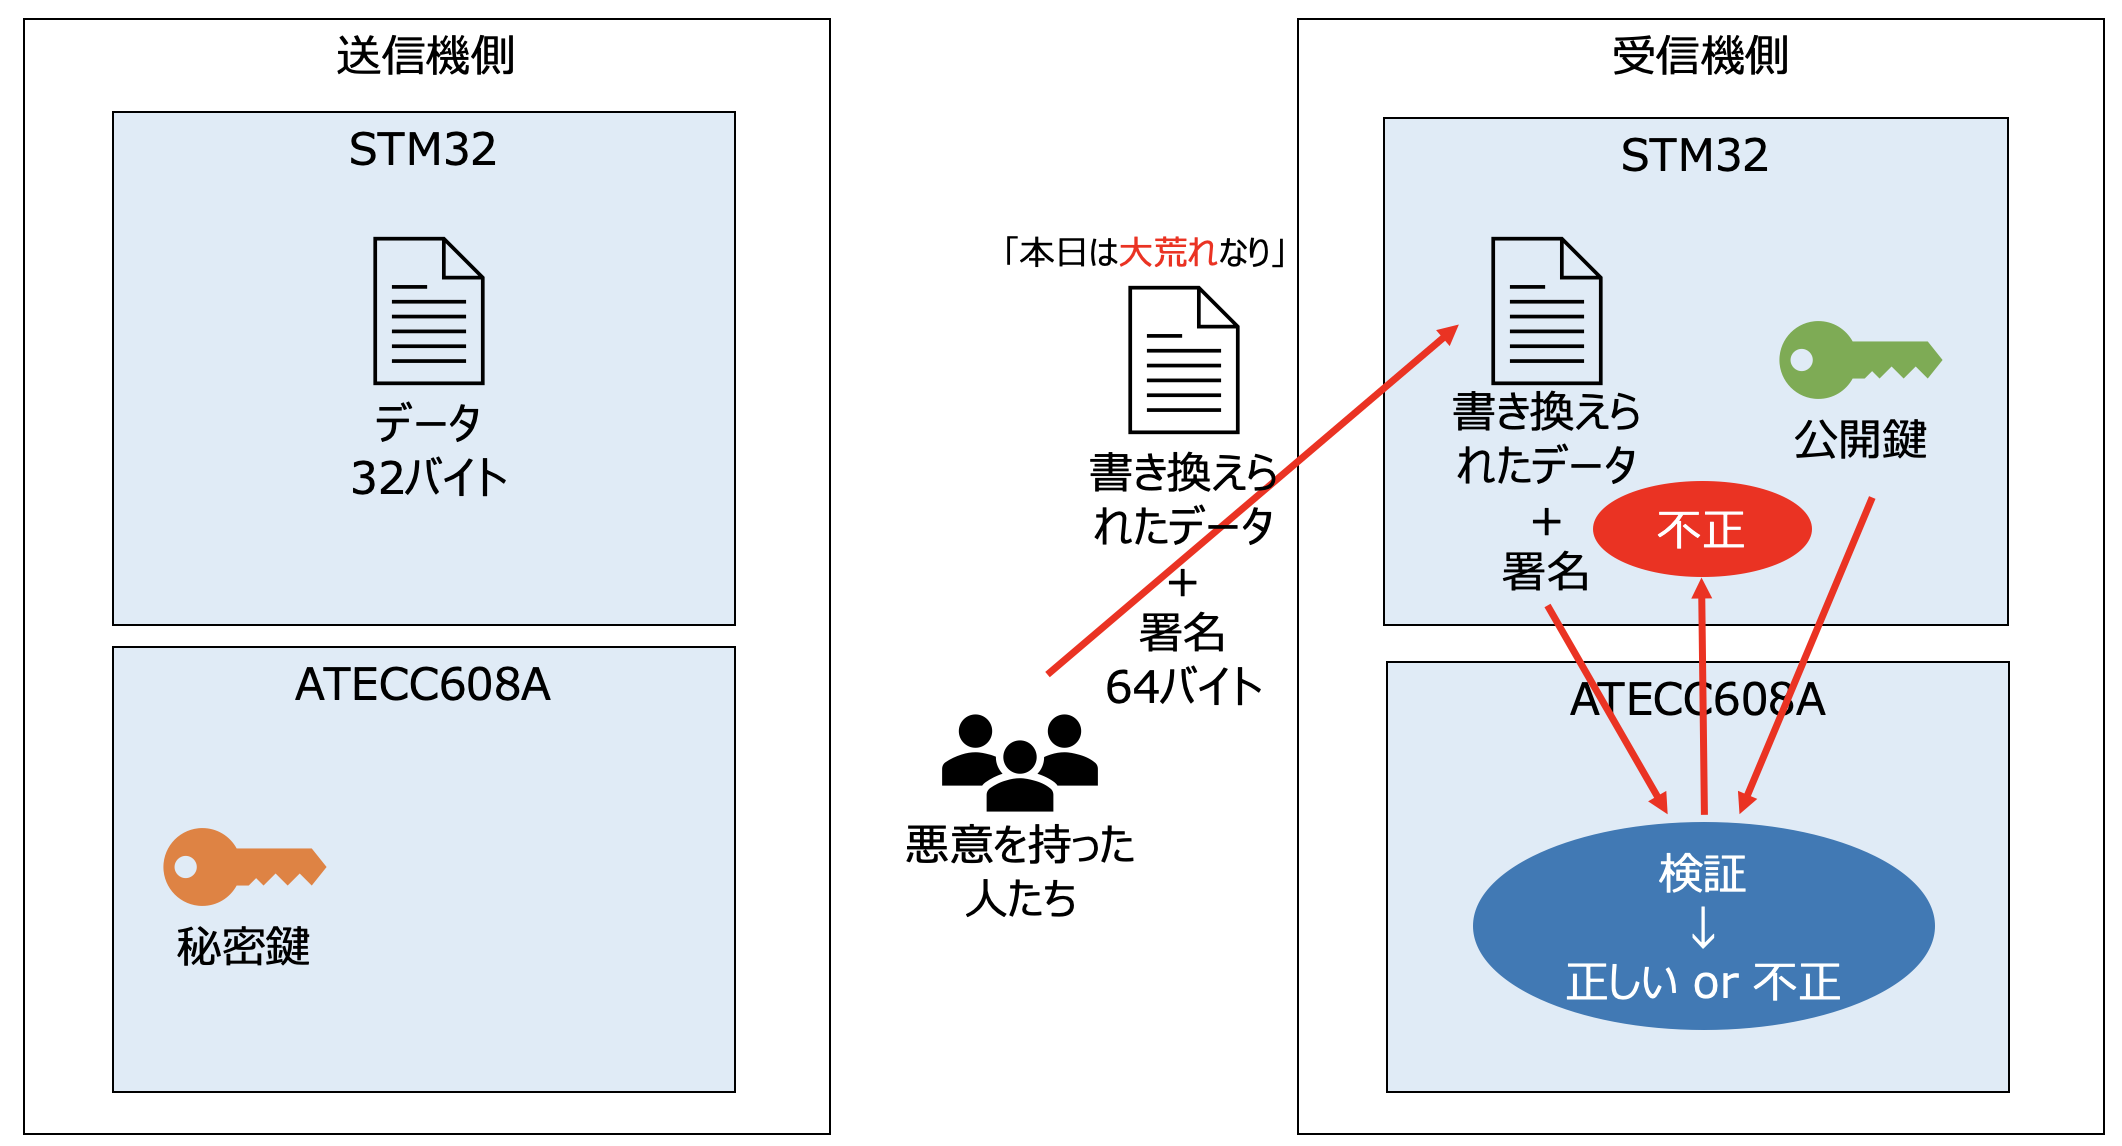 送信機側
STM32
データ
32バイト
ATECC608A
秘密鍵
「本日は大荒れなり」
書き換えら
れたデータ
+
署名
64バイト
悪意を持った
人たち
受信機側
STM32
書き換えら
れたデータ
+
署名
公開鍵
不正
ATECC608A
検証
↓
正しい or 不正